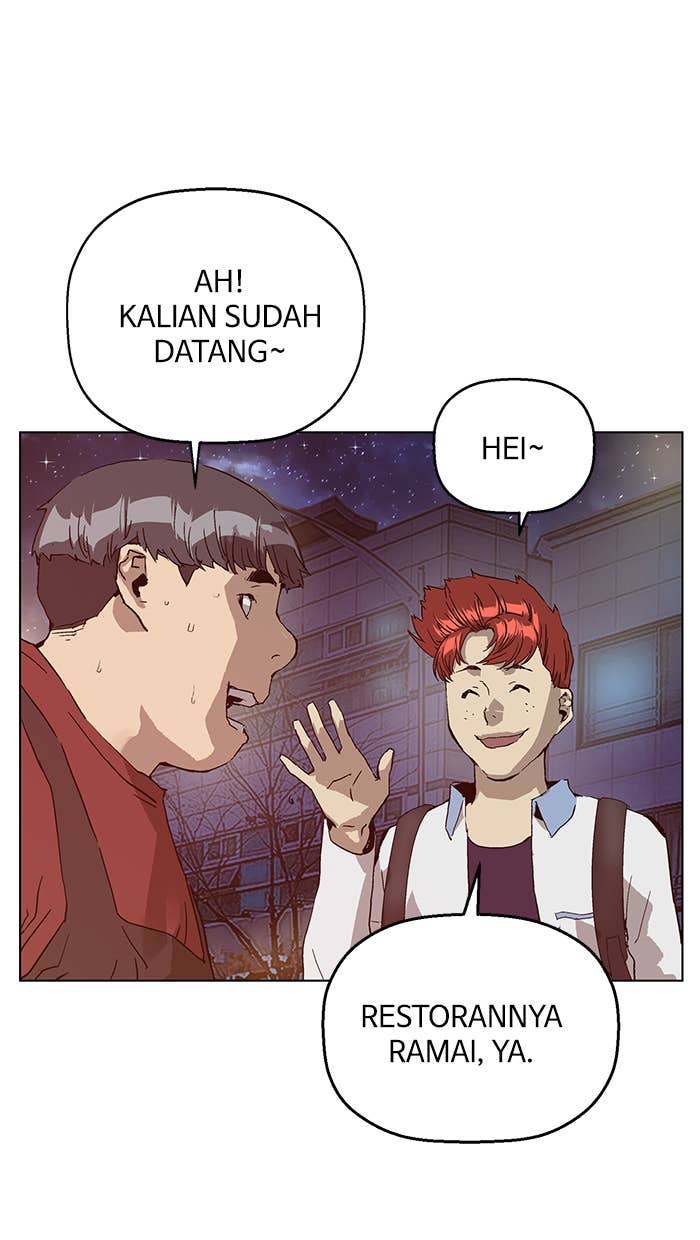 AH!
KALIAN SUDAH
DATANG~
HEI~
RESTORANNYA
RAMAI, YA.